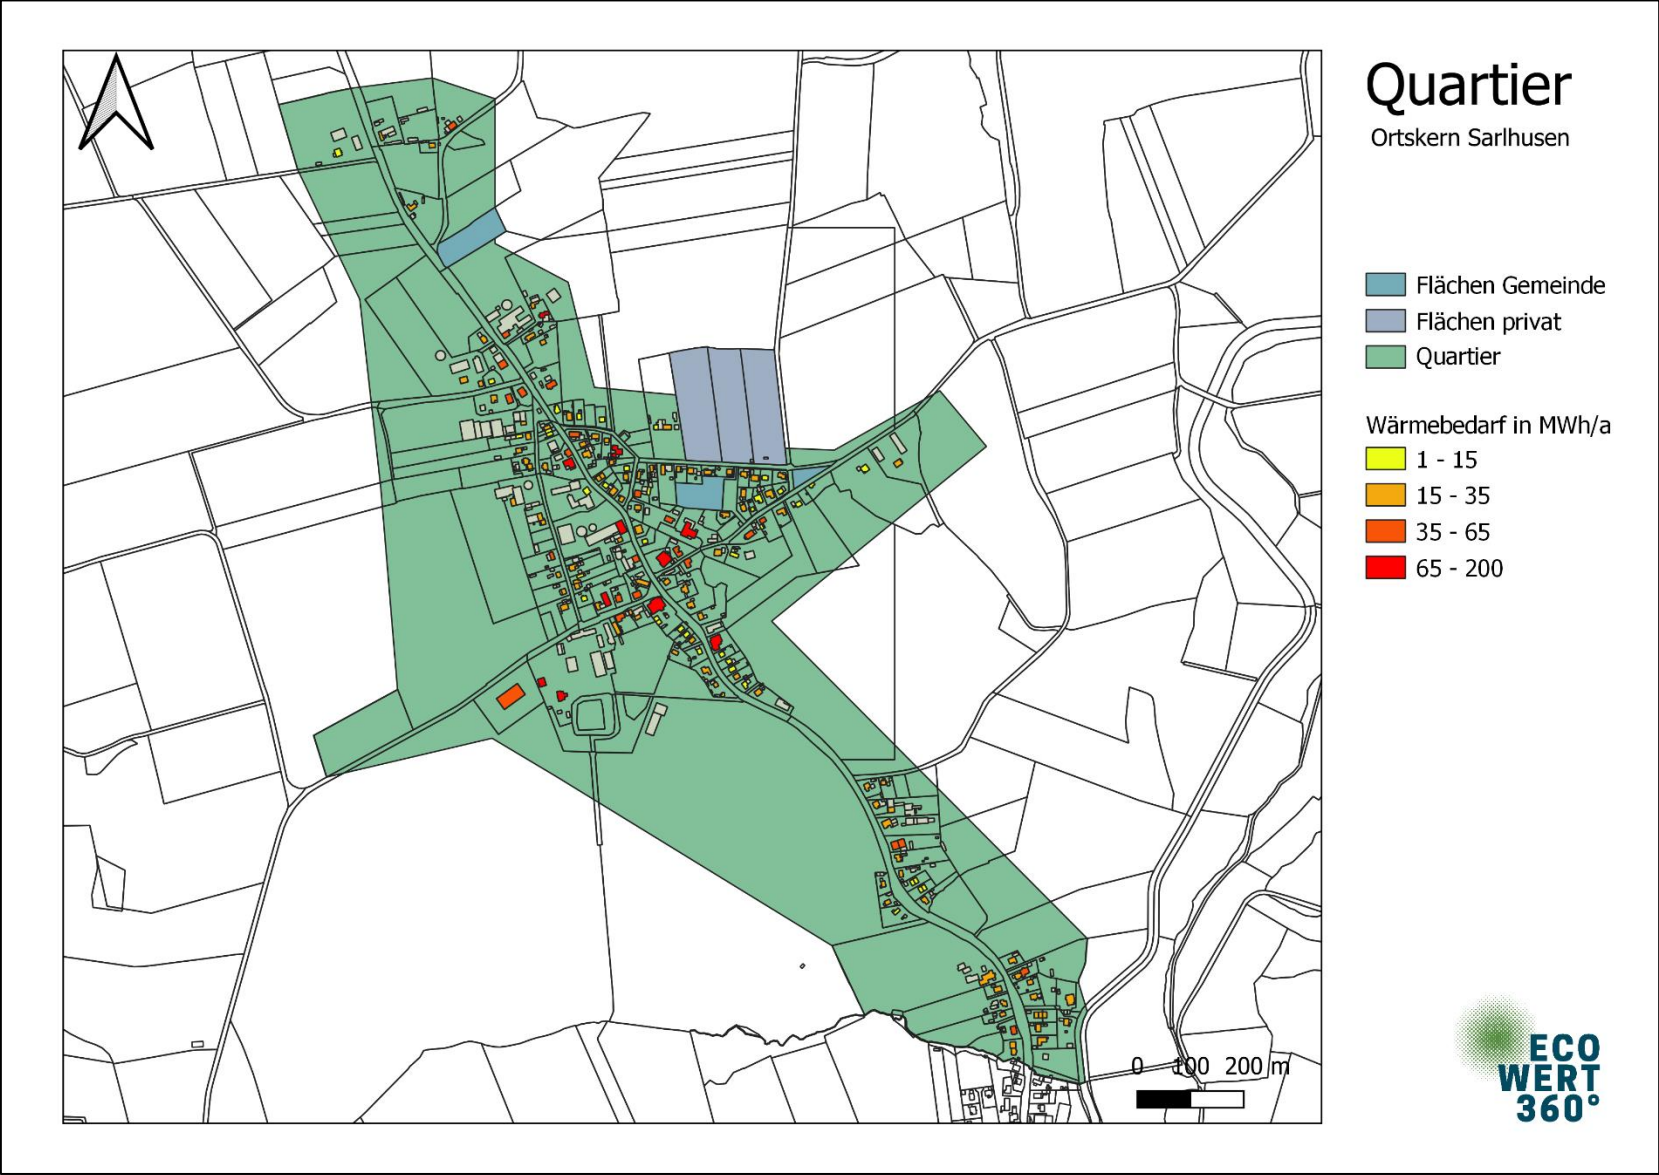 Quartier
Ortskern Sarlhusen
Flächen Gemeinde
Flächen privat
Quartier
Wärmebedarf in MWh/a
1 - 15
15 - 35
35 - 65
65 - 200
0 100 200 m
ECO
WERT
360°